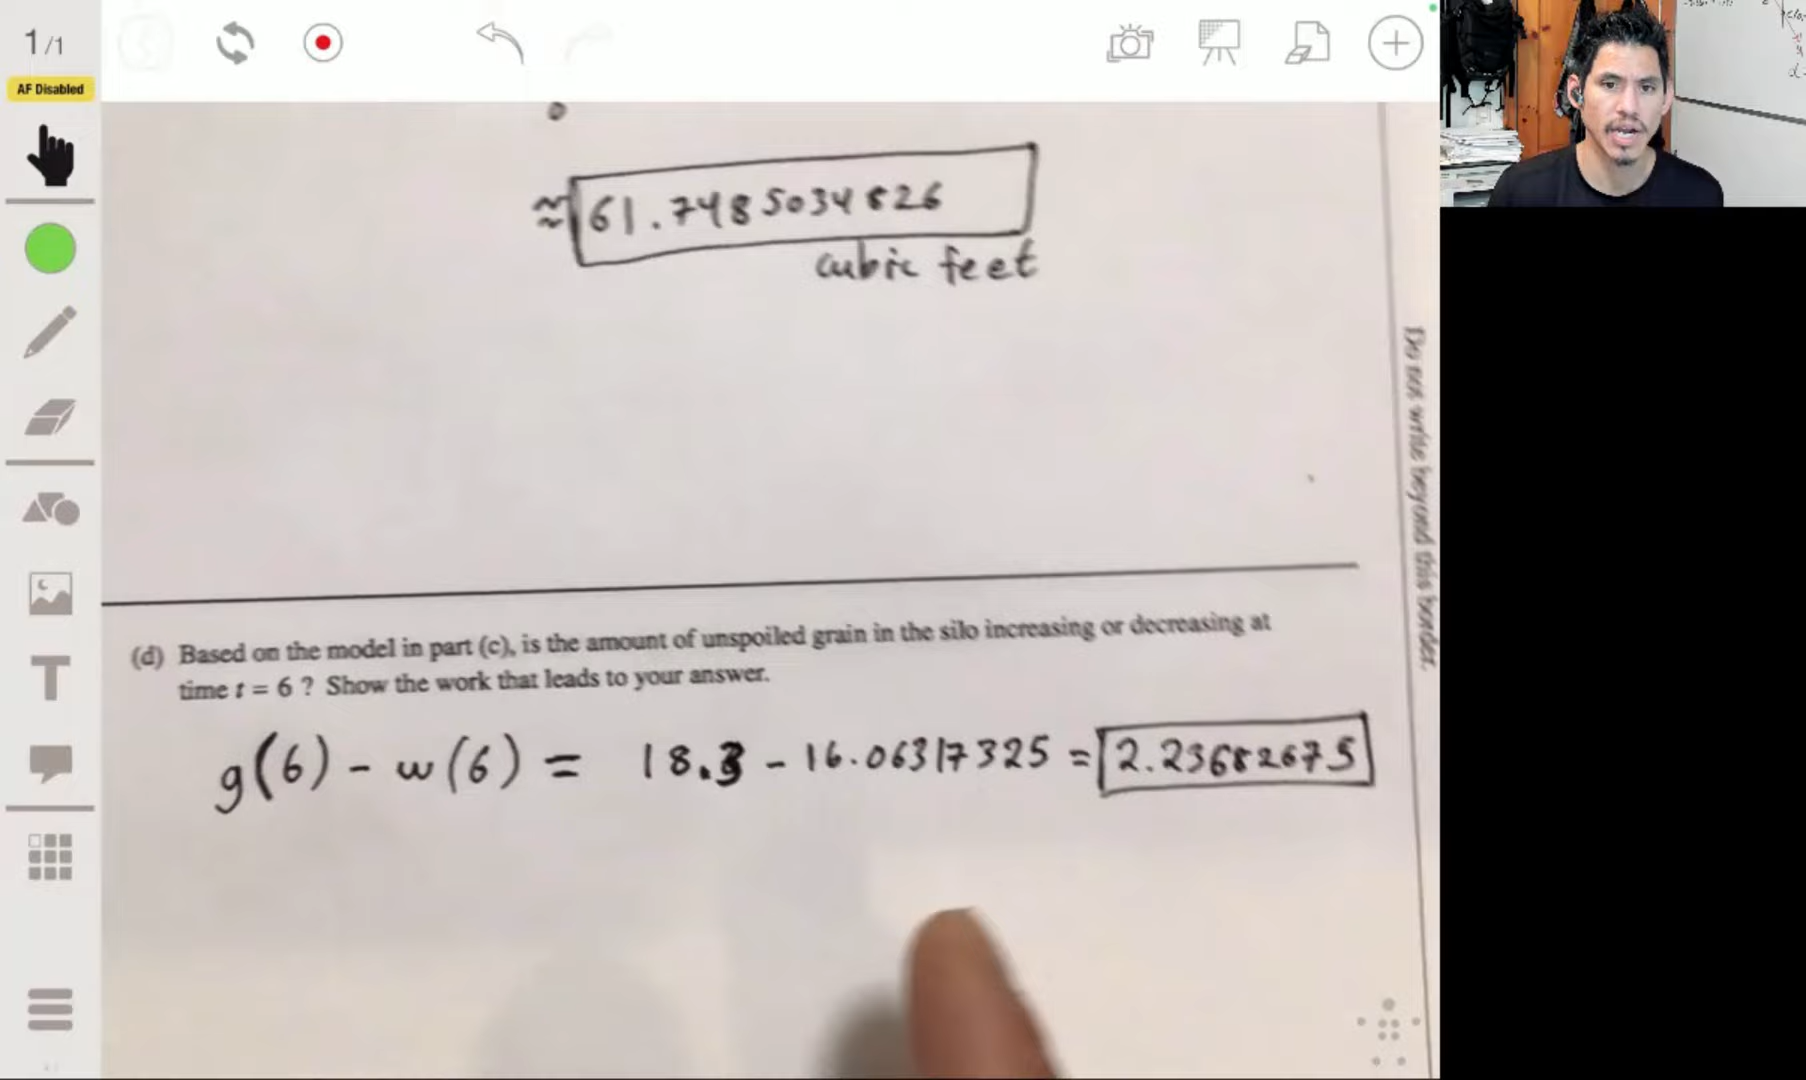 1/1
AF Disabled
≈ 61.7485034826
cubic feet
Do not write beyond this border.
(d) Based on the model in part (c), is the amount of unspoiled grain in the silo increasing or decreasing at
time t = 6 ? Show the work that leads to your answer.
g(6) - w(6) = 18.3 - 16.06317325 = 2.23682675
T